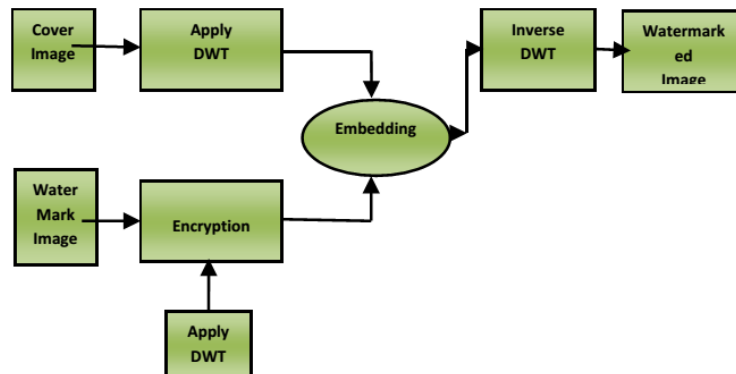 Cover
Image
Apply
DWT
Inverse
DWT
Watermark
ed
Image
Embedding
Water
Mark
Image
Encryption
Apply
DWT